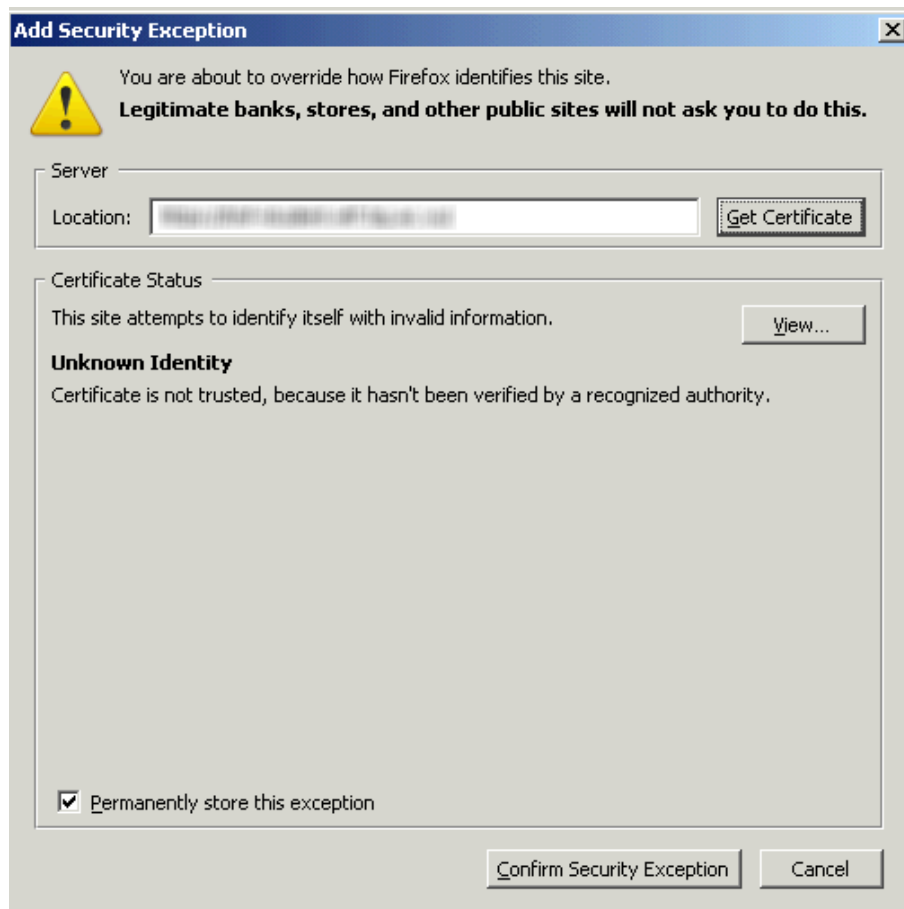 Add Security Exception
You are about to override how Firefox identifies this site.
Legitimate banks, stores, and other public sites will not ask you to do this.
Server
Location:
Get Certificate
Certificate Status
This site attempts to identify itself with invalid information.
View...
Unknown Identity
Certificate is not trusted, because it hasn't been verified by a recognized authority.
Permanently store this exception
Confirm Security Exception
Cancel